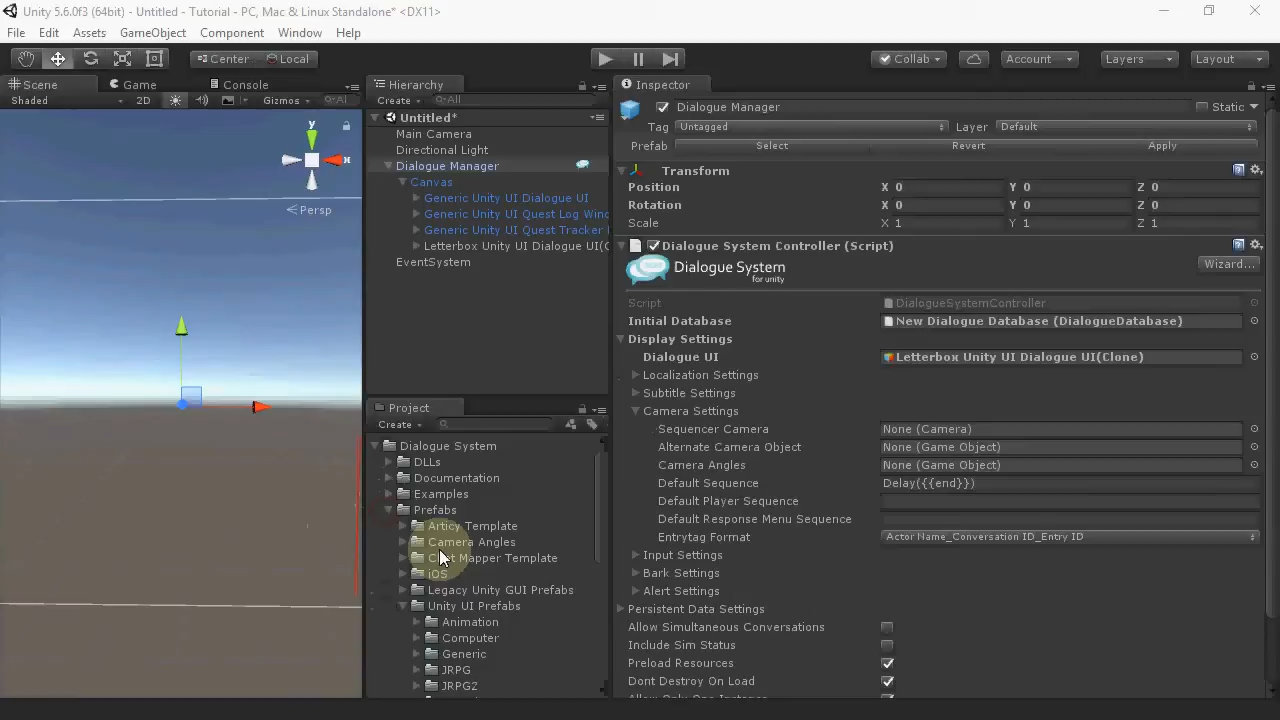 Unity 5.6.0f3 (64bit) - Untitled - Tutorial - PC, Mac & Linux Standalone* <DX11>
File Edit Assets GameObject Component Window Help
Center Local Collab Account Layers Layout
Scene Game Console
Shaded 2D Gizmos All
y
x
Persp
Hierarchy
Create All
Untitled*
Main Camera
Directional Light
Dialogue Manager
Canvas
Generic Unity UI Dialogue UI
Generic Unity UI Quest Log Winc
Generic Unity UI Quest Tracker
Letterbox Unity UI Dialogue UI(C
EventSystem
Project
Create
Dialogue System
DLLs
Documentation
Examples
Prefabs
Articy Template
Camera Angles
Mapper Template
iOS
Legacy Unity GUI Prefabs
Unity UI Prefabs
Animation
Computer
Generic
JRPG
JRPG2
Inspector
Dialogue Manager Static
Tag Untagged Layer Default
Prefab Select Revert Apply
Transform
Position X 0 Y 0 Z 0
Rotation X 0 Y 0 Z 0
Scale X 1 Y 1 Z 1
Dialogue System Controller (Script)
Dialogue System
for unity
Wizard...
Script DialogueSystemController
Initial Database New Dialogue Database (DialogueDatabase)
Display Settings
Dialogue UI Letterbox Unity UI Dialogue UI(Clone)
Localization Settings
Subtitle Settings
Camera Settings
Sequencer Camera None (Camera)
Alternate Camera Object None (Game Object)
Camera Angles None (Game Object)
Default Sequence Delay({{end}})
Default Player Sequence
Default Response Menu Sequence
Entrytag Format Actor Name_Conversation ID_Entry ID
Input Settings
Bark Settings
Alert Settings
Persistent Data Settings
Allow Simultaneous Conversations
Include Sim Status
Preload Resources
Dont Destroy On Load